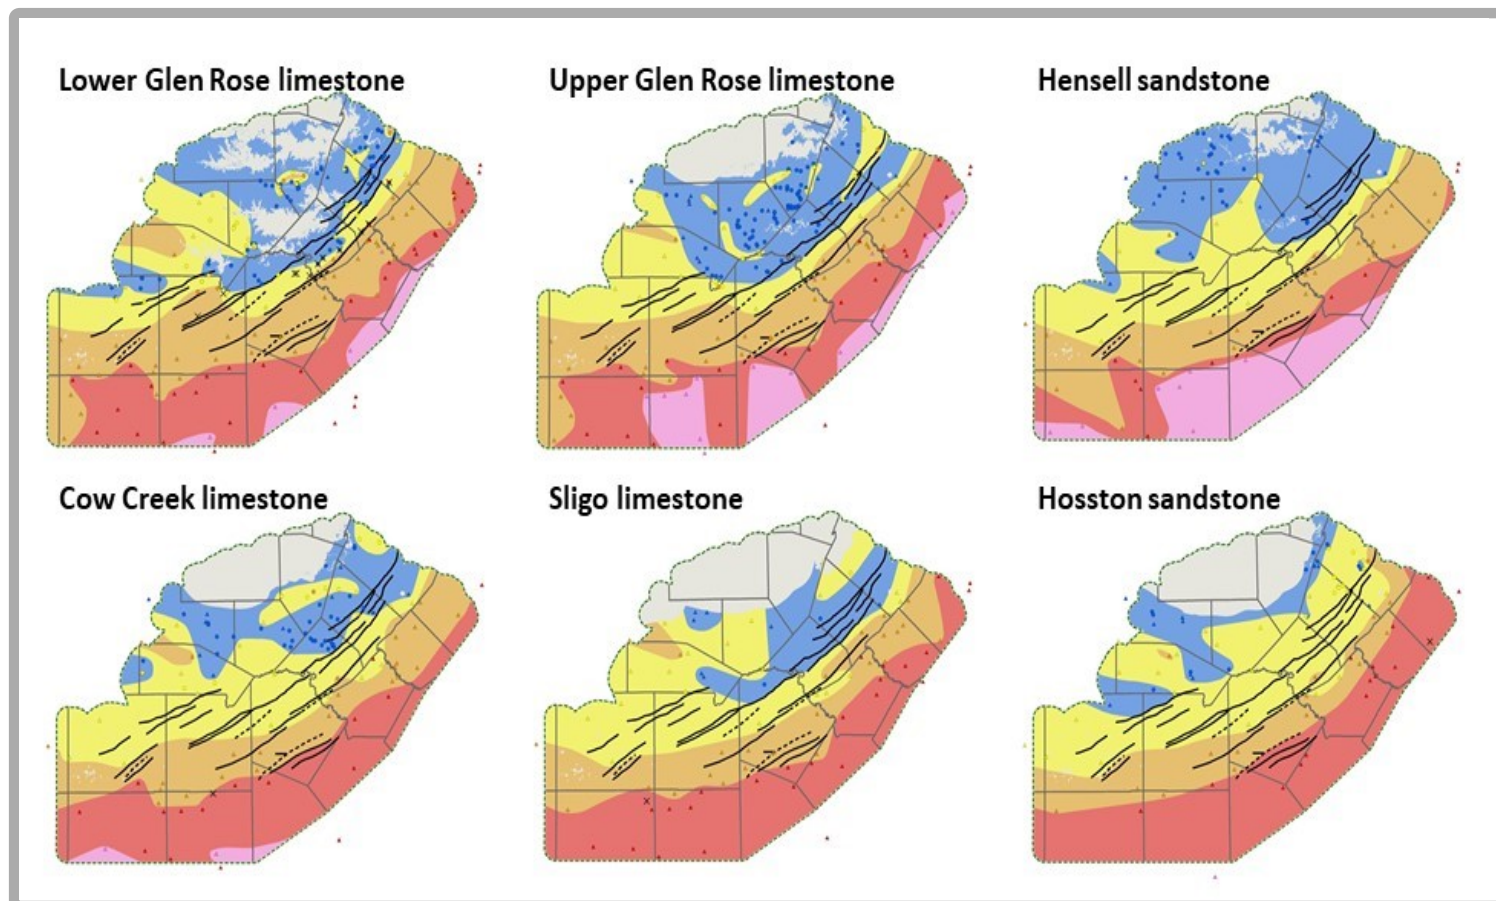 Lower Glen Rose limestone
Upper Glen Rose limestone
Hensell sandstone
Cow Creek limestone
Sligo limestone
Hosston sandstone